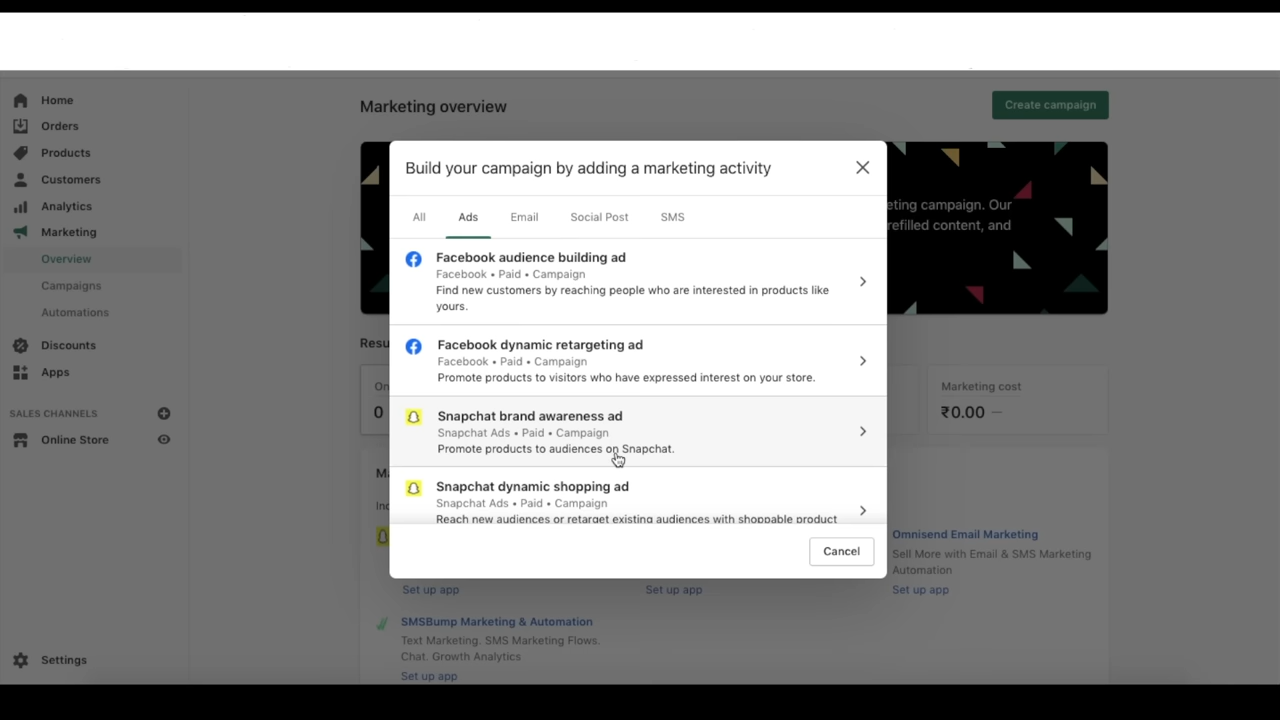 Home
Orders
Products
Customers
Analytics
Marketing
Overview
Campaigns
Automations
Discounts
Apps
SALES CHANNELS
Online Store
Settings
Marketing overview
Create campaign
eting campaign. Our
refilled content, and
Build your campaign by adding a marketing activity
All Ads Email Social Post SMS
Facebook audience building ad
Facebook • Paid • Campaign
Find new customers by reaching people who are interested in products like
yours.
Facebook dynamic retargeting ad
Facebook • Paid • Campaign
Promote products to visitors who have expressed interest on your store.
Snapchat brand awareness ad
Snapchat Ads • Paid • Campaign
Promote products to audiences on Snapchat.
Snapchat dynamic shopping ad
Snapchat Ads • Paid • Campaign
Reach new audiences or retarget existing audiences with shoppable product
Cancel
Resu
On
0
Marketing cost
₹0.00 —
Ma
Inc
Set up app
Set up app
Omnisend Email Marketing
Sell More with Email & SMS Marketing
Automation
Set up app
SMSBump Marketing & Automation
Text Marketing. SMS Marketing Flows.
Chat. Growth Analytics
Set up app